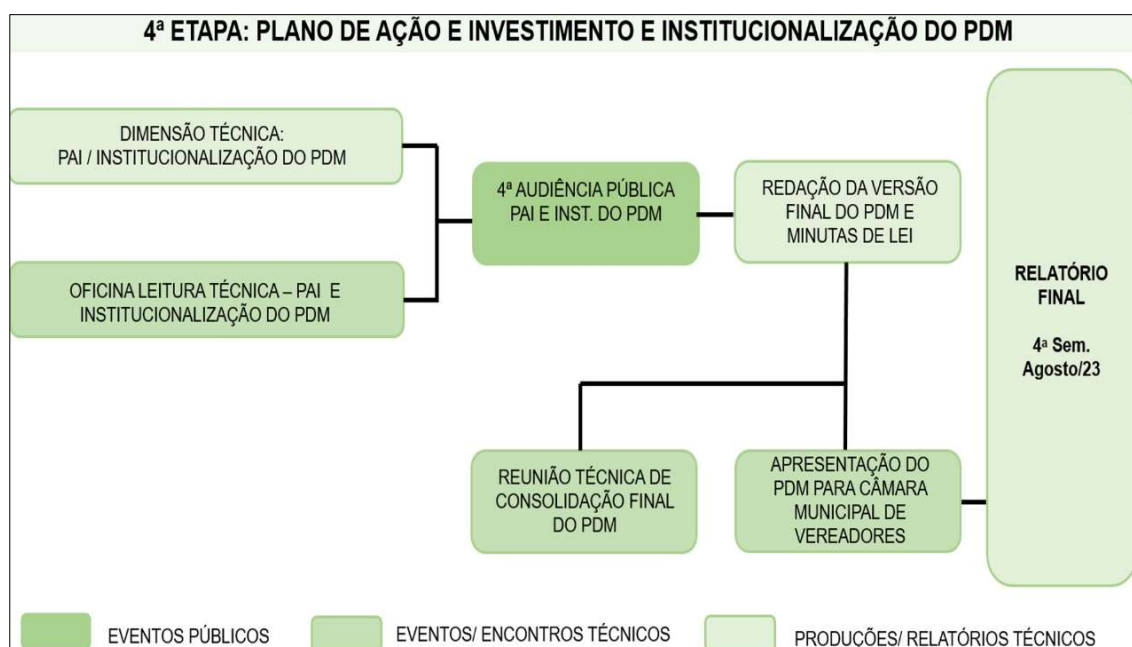 4ª ETAPA: PLANO DE AÇÃO E INVESTIMENTO E INSTITUCIONALIZAÇÃO DO PDM
DIMENSÃO TÉCNICA:
PAI / INSTITUCIONALIZAÇÃO DO PDM
OFICINA LEITURA TÉCNICA – PAI E
INSTITUCIONALIZAÇÃO DO PDM
4ª AUDIÊNCIA PÚBLICA
PAI E INST. DO PDM
REDAÇÃO DA VERSÃO
FINAL DO PDM E
MINUTAS DE LEI
REUNIÃO TÉCNICA DE
CONSOLIDAÇÃO FINAL
DO PDM
APRESENTAÇÃO DO
PDM PARA CÂMARA
MUNICIPAL DE
VEREADORES
RELATÓRIO
FINAL
4ª Sem.
Agosto/23
EVENTOS PÚBLICOS
EVENTOS/ ENCONTROS TÉCNICOS
PRODUÇÕES/ RELATÓRIOS TÉCNICOS